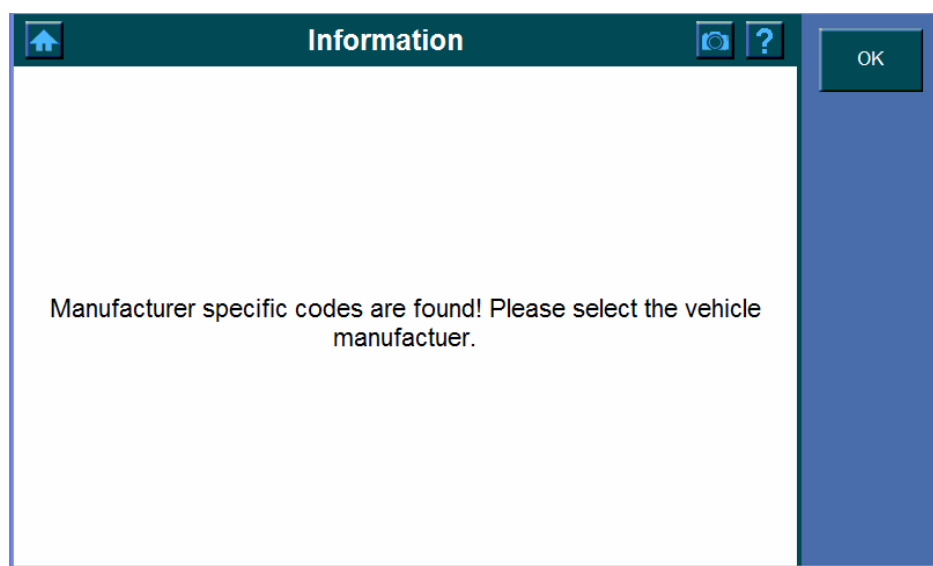 Information
?
OK
Manufacturer specific codes are found! Please select the vehicle
manufactuer.